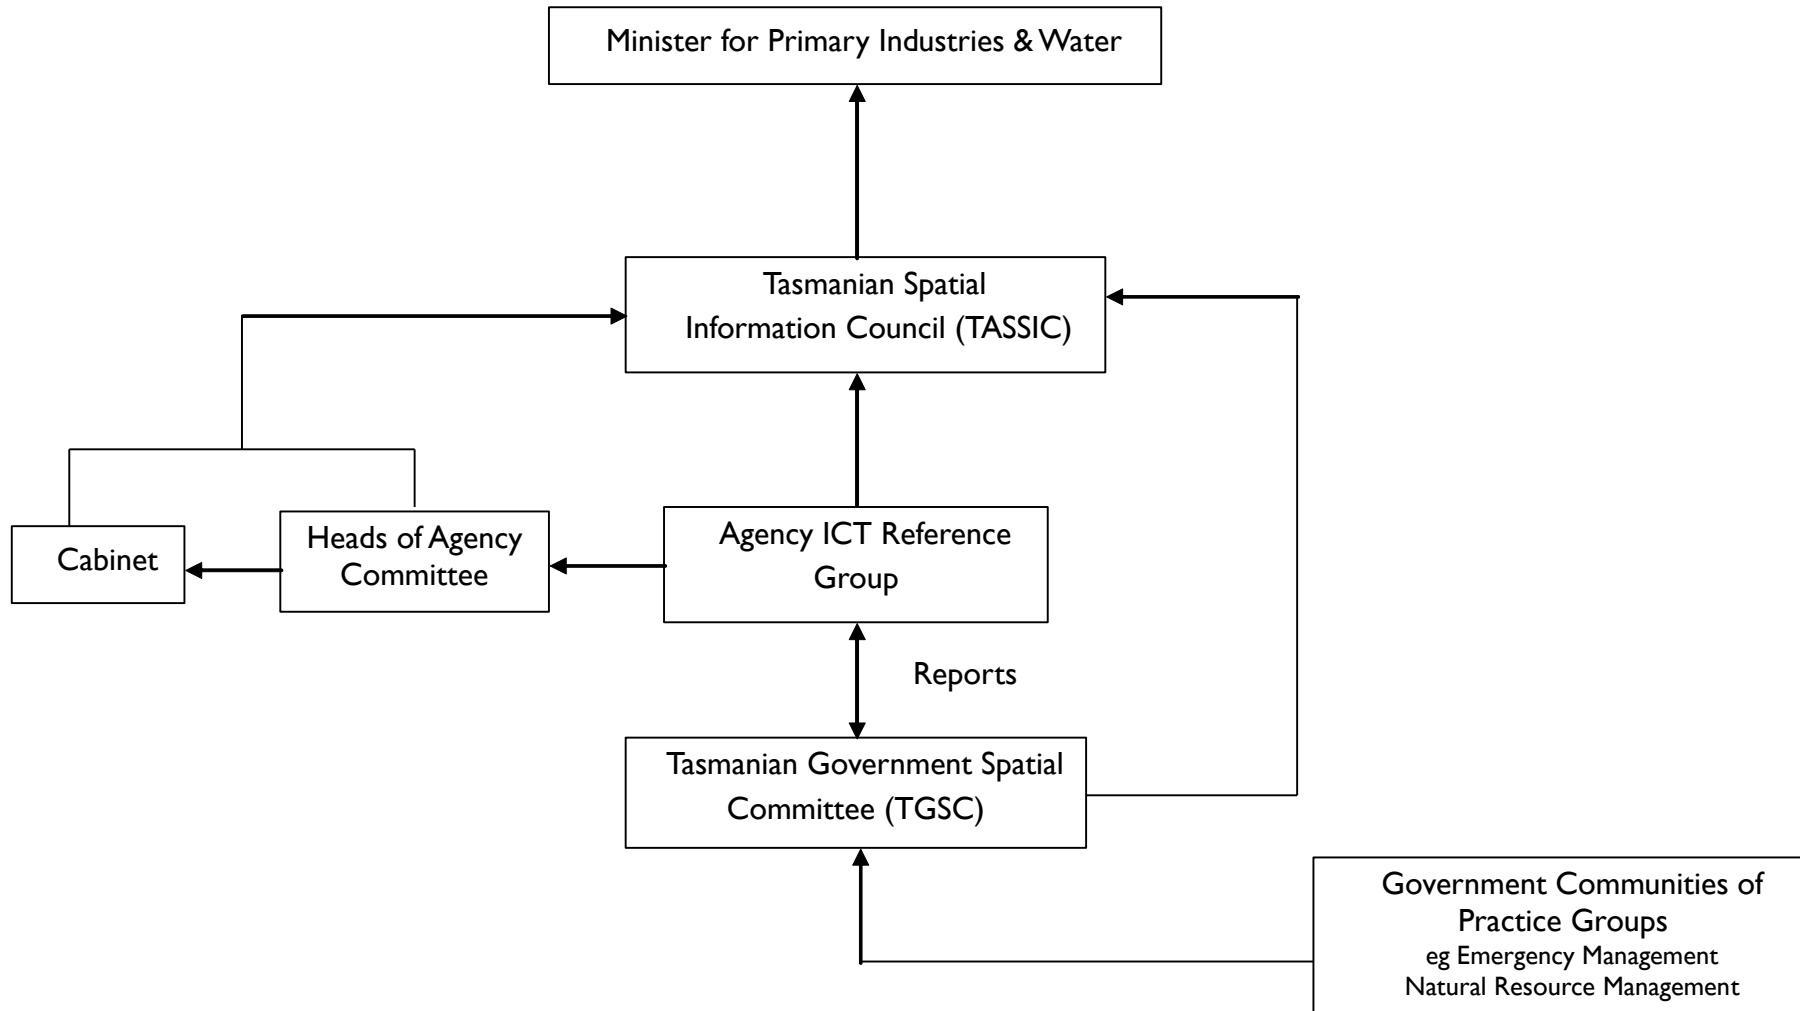 Minister for Primary Industries & Water
Tasmanian Spatial
Information Council (TASSIC)
Cabinet
Heads of Agency
Committee
Agency ICT Reference
Group
Reports
Tasmanian Government Spatial
Committee (TGSC)
Government Communities of
Practice Groups
eg Emergency Management
Natural Resource Management